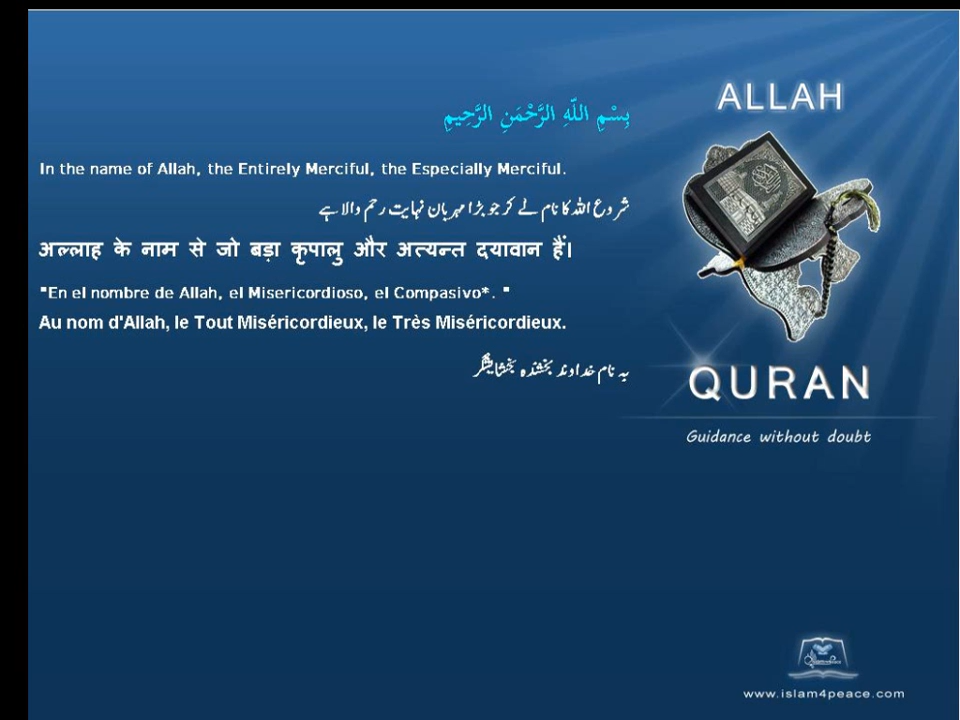 بِسْمِ اللّهِ الرَّحْمَنِ الرَّحِيمِ
In the name of Allah, the Entirely Merciful, the Especially Merciful.
شروع اللہ کا نام لے کر جو بڑا مہربان نہایت رحم والا ہے
अल्लाह के नाम से जो बड़ा कृपालु और अत्यन्त दयावान हैं।
"En el nombre de Allah, el Misericordioso, el Compasivo*. "
Au nom d'Allah, le Tout Miséricordieux, le Très Miséricordieux.
به نام خداوند بخشنده بخشایشگر
ALLAH
QURAN
Guidance without doubt
www.islam4peace.com